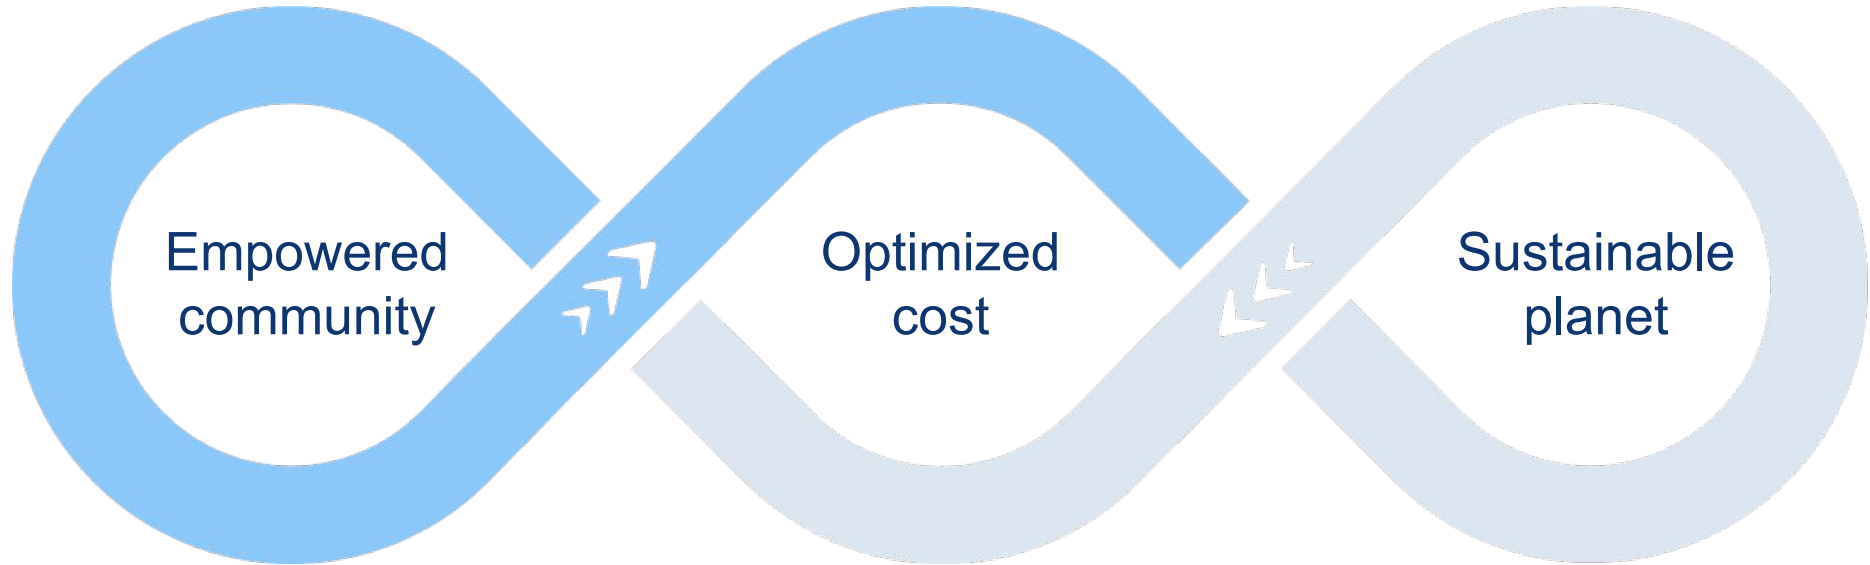 Empowered
community
Optimized
cost
Sustainable
planet